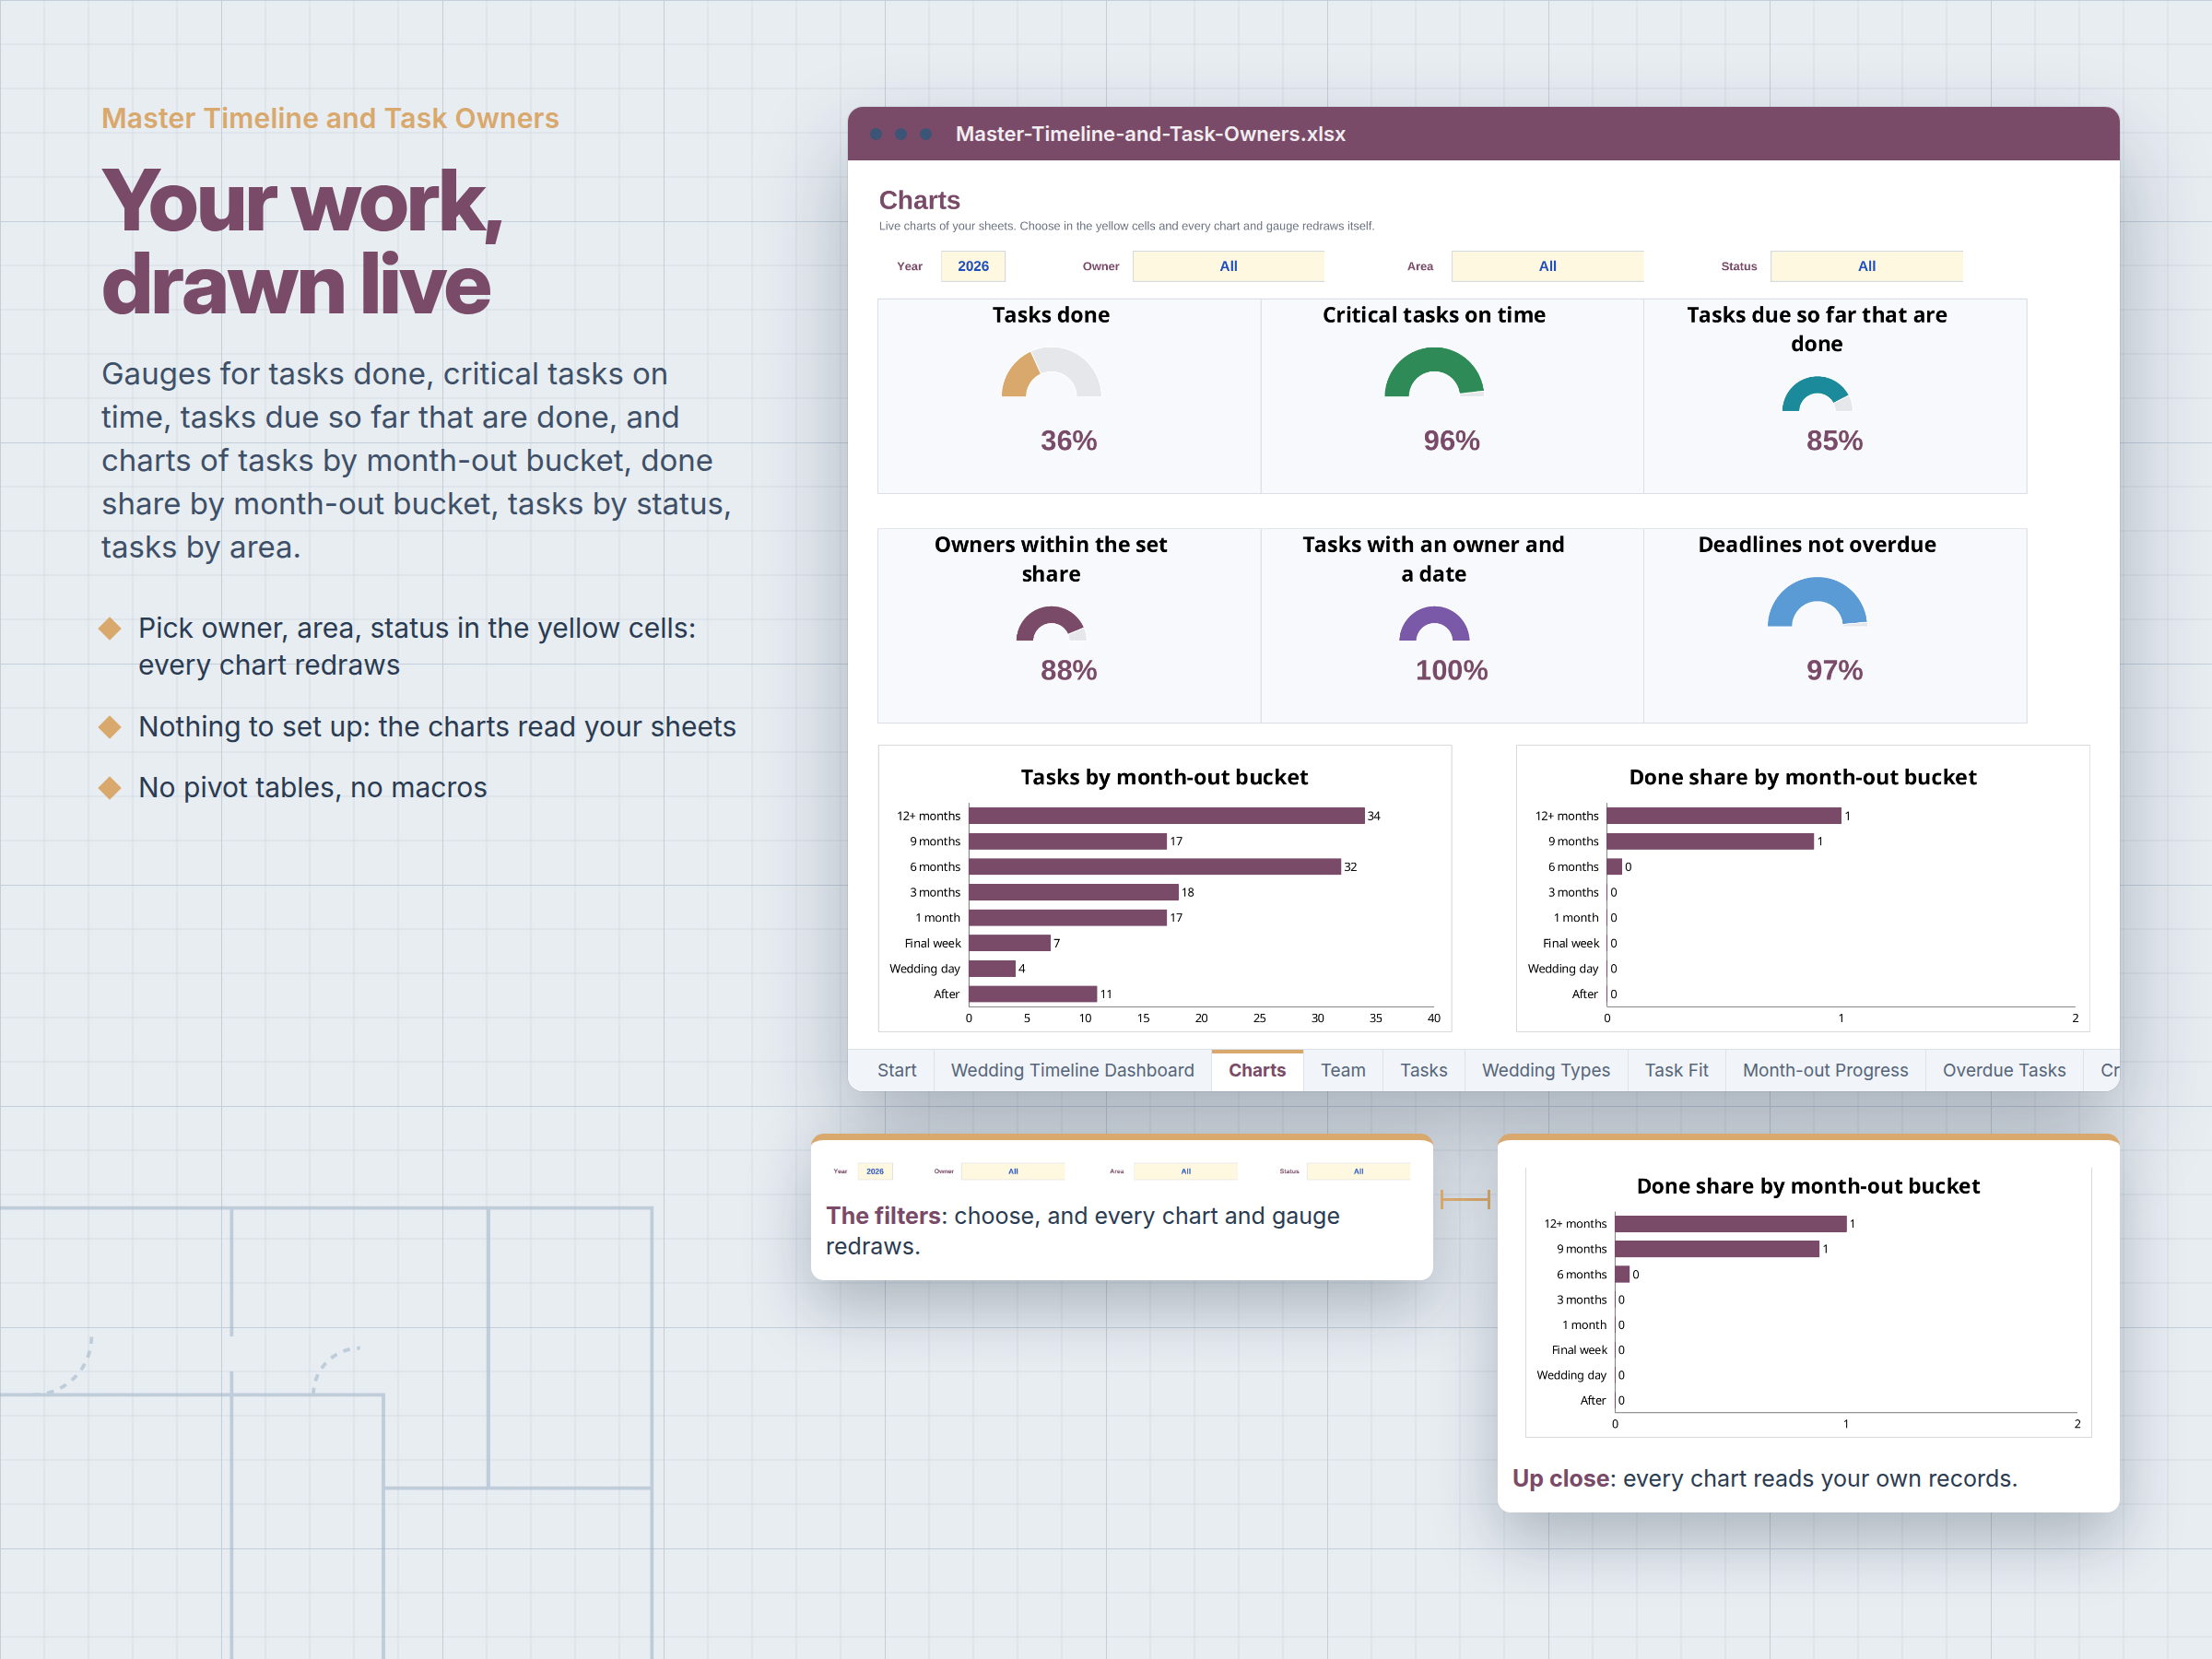 Master Timeline and Task Owners
Your work,
drawn live
Gauges for tasks done, critical tasks on
time, tasks due so far that are done, and
charts of tasks by month-out bucket, done
share by month-out bucket, tasks by status,
tasks by area.
Pick owner, area, status in the yellow cells:
every chart redraws
Nothing to set up: the charts read your sheets
No pivot tables, no macros
Master-Timeline-and-Task-Owners.xlsx
Charts
Live charts of your sheets. Choose in the yellow cells and every chart and gauge redraws itself.
Year 2026 Owner All Area All Status All
Tasks done
36%
Critical tasks on time
96%
Tasks due so far that are
done
85%
Owners within the set
share
88%
Tasks with an owner and
a date
100%
Deadlines not overdue
97%
Tasks by month-out bucket
12+ months 34
9 months 17
6 months 32
3 months 18
1 month 17
Final week 7
Wedding day 4
After 11
0 5 10 15 20 25 30 35 40
Done share by month-out bucket
12+ months 1
9 months 1
6 months 0
3 months 0
1 month 0
Final week 0
Wedding day 0
After 0
0 1 2
Start Wedding Timeline Dashboard Charts Team Tasks Wedding Types Task Fit Month-out Progress Overdue Tasks Cr
Year 2026 Owner All Area All Status All
The filters: choose, and every chart and gauge
redraws.
Done share by month-out bucket
12+ months 1
9 months 1
6 months 0
3 months 0
1 month 0
Final week 0
Wedding day 0
After 0
0 1 2
Up close: every chart reads your own records.